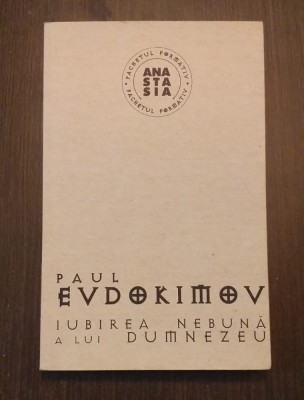 PACHETUL FORMATIV
ANA
STA
SIA
PACHETUL FORMATIV
PAUL
EVDOKIMOV
IUBIREA NEBUNĂ
A LUI DUMNEZEU